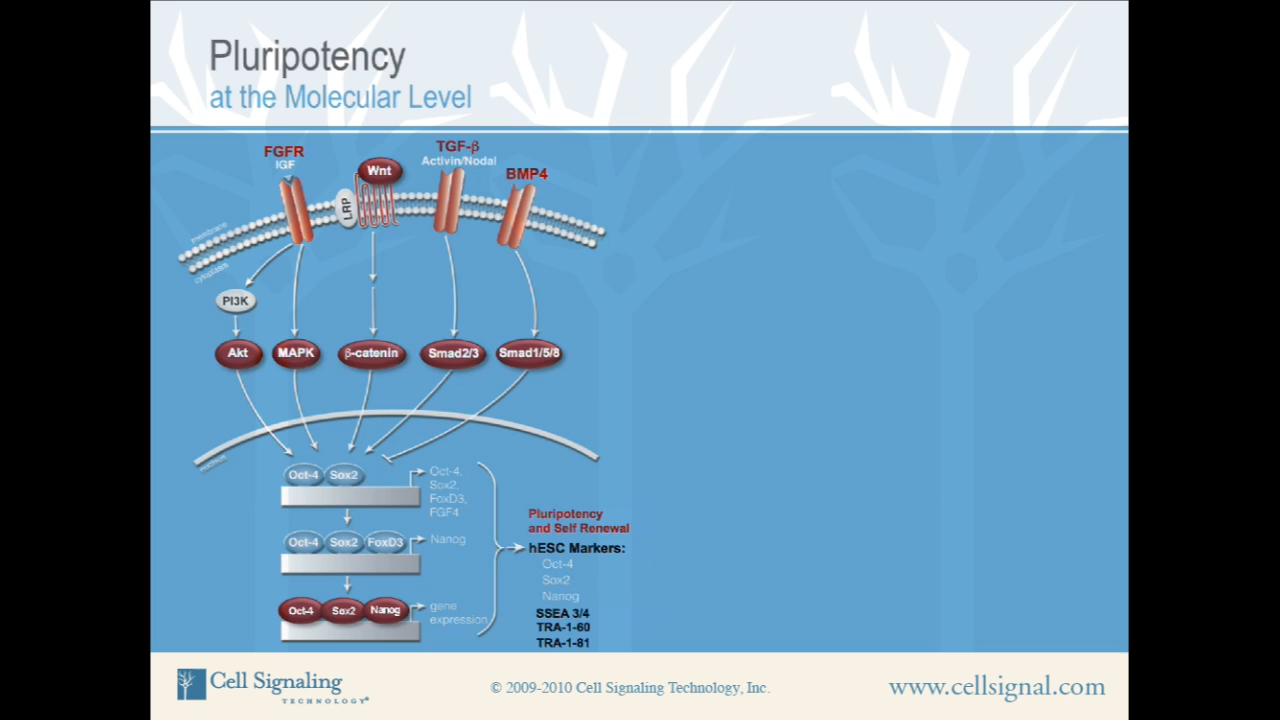 Pluripotency
at the Molecular Level
FGFR
IGF
Wnt
LRP
TGF-β
Activin/Nodal
BMP4
membrane
cytoplasm
PI3K
Akt
MAPK
β-catenin
Smad2/3
Smad1/5/8
nucleus
Oct-4
Sox2
Oct-4,
Sox2,
FoxD3,
FGF4
Oct-4
Sox2
FoxD3
Nanog
Oct-4
Sox2
Nanog
gene
expression
Pluripotency
and Self Renewal
hESC Markers:
Oct-4
Sox2
Nanog
SSEA 3/4
TRA-1-60
TRA-1-81
Cell Signaling
TECHNOLOGY®
© 2009-2010 Cell Signaling Technology, Inc.
www.cellsignal.com